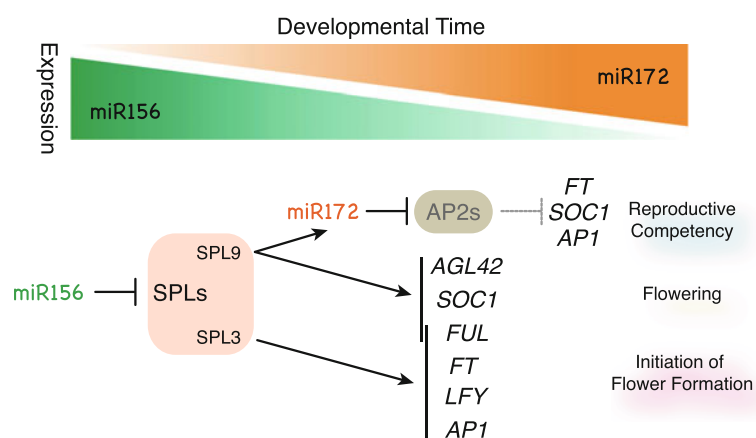 Developmental Time
Expression
miR172
miR156
FT
miR172
AP2s
SOC1
AP1
Reproductive
Competency
SPL9
AGL42
miR156
SPLs
SOC1
Flowering
SPL3
FUL
FT
LFY
AP1
Initiation of
Flower Formation